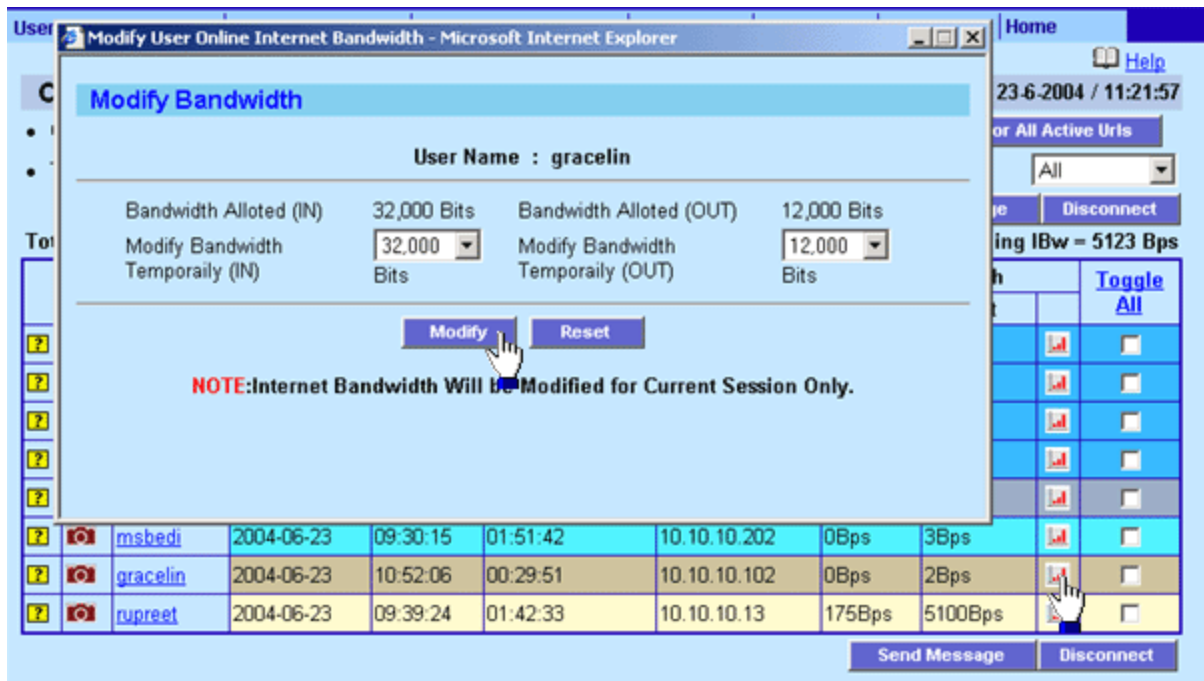 User
Modify User Online Internet Bandwidth - Microsoft Internet Explorer
Home
Help
23-6-2004 / 11:21:57
Modify Bandwidth
or All Active Urls
User Name : gracelin
All
Bandwidth Alloted (IN) 32,000 Bits Bandwidth Alloted (OUT) 12,000 Bits
Disconnect
Modify Bandwidth 32,000 Modify Bandwidth 12,000
ing IBw = 5123 Bps
Temporaily (IN) Bits Temporaily (OUT) Bits
Toggle
All
Modify Reset
NOTE:Internet Bandwidth Will be Modified for Current Session Only.
msbedi 2004-06-23 09:30:15 01:51:42 10.10.10.202 0Bps 3Bps
gracelin 2004-06-23 10:52:06 00:29:51 10.10.10.102 0Bps 2Bps
rupreet 2004-06-23 09:39:24 01:42:33 10.10.10.13 175Bps 5100Bps
Send Message Disconnect